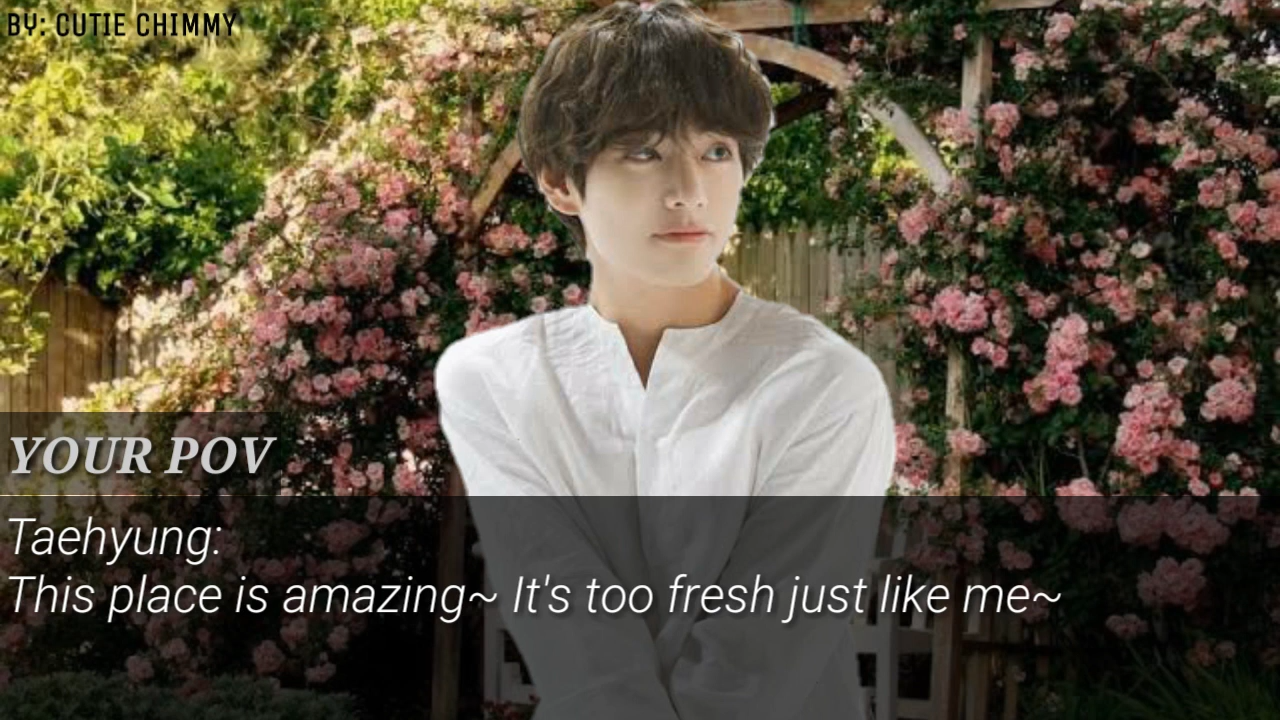 BY: CUTIE CHIMMY
YOUR POV
Taehyung:
This place is amazing~ It's too fresh just like me~